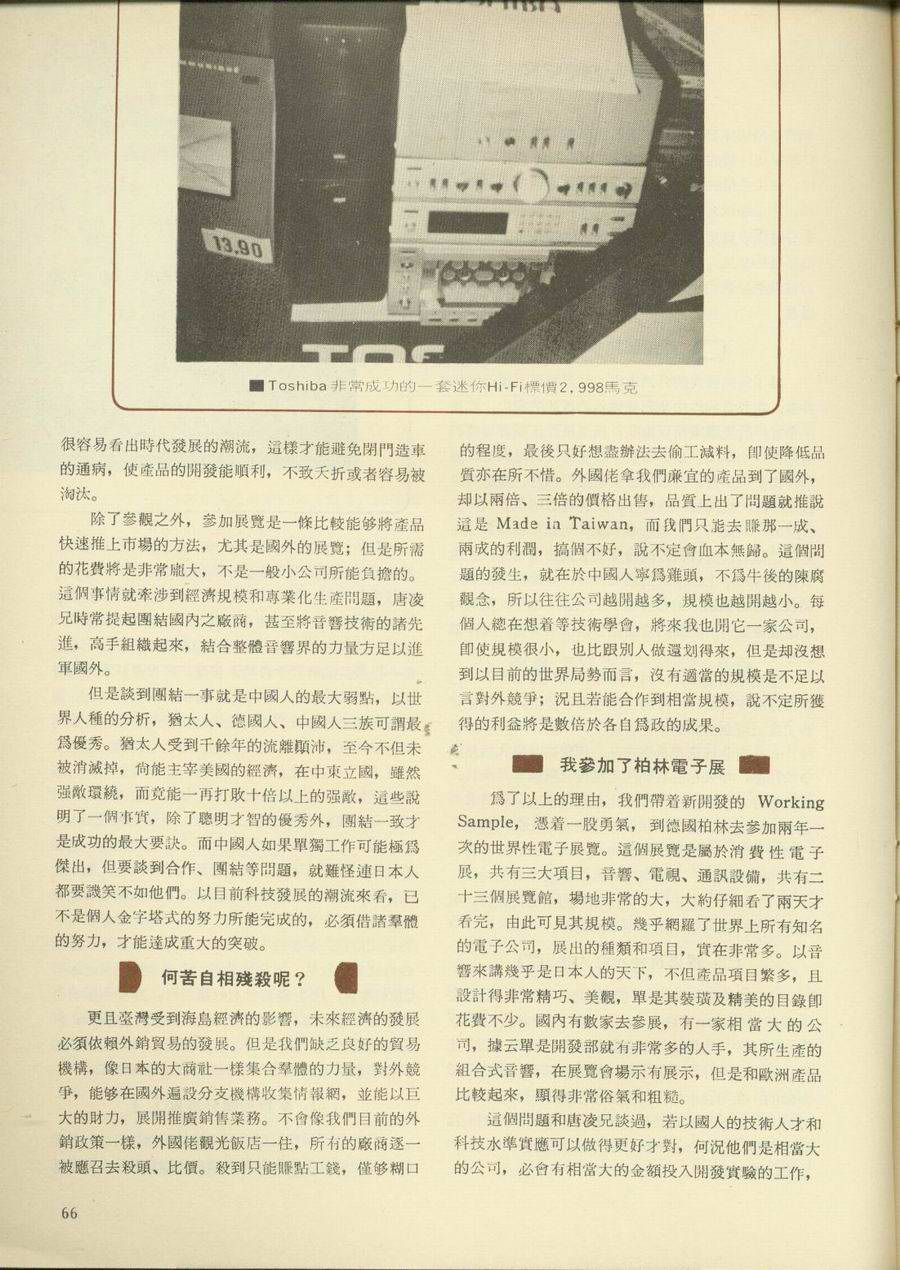 13.90
■Toshiba非常成功的一套迷你Hi-Fi標價2,998馬克
很容易看出時代發展的潮流，這樣才能避免閉門造車
的通病，使產品的開發能順利，不致夭折或者容易被
淘汰。
除了參觀之外，參加展覽是一條比較能够將產品
快速推上市場的方法，尤其是國外的展覽；但是所需
的花費將是非常龐大，不是一般小公司所能負擔的。
這個事情就牽涉到經濟規模和專業化生產問題，唐凌
兄時常提起團結國內之廠商，甚至將音響技術的諸先
進，高手組織起來，結合整體音響界的力量方足以進
軍國外。
但是談到團結一事就是中國人的最大弱點，以世
界人種的分析，猶太人、德國人、中國人三族可謂最
爲優秀。猶太人受到千餘年的流離顚沛，至今不但未
被消滅掉，尙能主宰美國的經濟，在中東立國，雖然
强敵環繞，而竟能一再打敗十倍以上的强敵，這些說
明了一個事實，除了聰明才智的優秀外，團結一致才
是成功的最大要訣。而中國人如果單獨工作可能極爲
傑出，但要談到合作、團結等問題，就難怪連日本人
都要譏笑不如他們。以目前科技發展的潮流來看，已
不是個人金字塔式的努力所能完成的，必須借諸羣體
的努力，才能達成重大的突破。
何苦自相殘殺呢？
更且臺灣受到海島經濟的影響，未來經濟的發展
必須依賴外銷貿易的發展。但是我們缺乏良好的貿易
機構，像日本的大商社一樣集合羣體的力量，對外競
爭，能够在國外遍設分支機構收集情報網，並能以巨
大的財力，展開推廣銷售業務。不會像我們目前的外
銷政策一樣，外國佬觀光飯店一住，所有的廠商逐一
被應召去殺頭、比價。殺到只能賺點工錢，僅够糊口
的程度，最後只好想盡辦法去偷工減料，卽使降低品
質亦在所不惜。外國佬拿我們廉宜的產品到了國外，
却以兩倍、三倍的價格出售，品質上出了問題就推說
這是 Made in Taiwan，而我們只能去賺那一成、
兩成的利潤，搞個不好，說不定會血本無歸。這個問
題的發生，就在於中國人寧爲雞頭，不爲牛後的陳腐
觀念，所以往往公司越開越多，規模也越開越小。每
個人總在想着等技術學會，將來我也開它一家公司，
卽使規模很小，也比跟別人做還划得來，但是却沒想
到以目前的世界局勢而言，沒有適當的規模是不足以
言對外競爭；況且若能合作到相當規模，說不定所獲
得的利益將是數倍於各自爲政的成果。
我參加了柏林電子展
爲了以上的理由，我們帶着新開發的 Working
Sample，憑着一股勇氣，到德國柏林去參加兩年一
次的世界性電子展覽。這個展覽是屬於消費性電子
展，共有三大項目，音響、電視、通訊設備，共有二
十三個展覽館，場地非常的大，大約仔細看了兩天才
看完，由此可見其規模。幾乎網羅了世界上所有知名
的電子公司，展出的種類和項目，實在非常多。以音
響來講幾乎是日本人的天下，不但產品項目繁多，且
設計得非常精巧、美觀，單是其裝璜及精美的目錄卽
花費不少。國內有數家去參展，有一家相當大的公
司，據云單是開發部就有非常多的人手，其所生產的
組合式音響，在展覽會場示有展示，但是和歐洲產品
比較起來，顯得非常俗氣和粗糙。
這個問題和唐凌兄談過，若以國人的技術人才和
科技水準實應可以做得更好才對，何況他們是相當大
的公司，必會有相當大的金額投入開發實驗的工作，
66